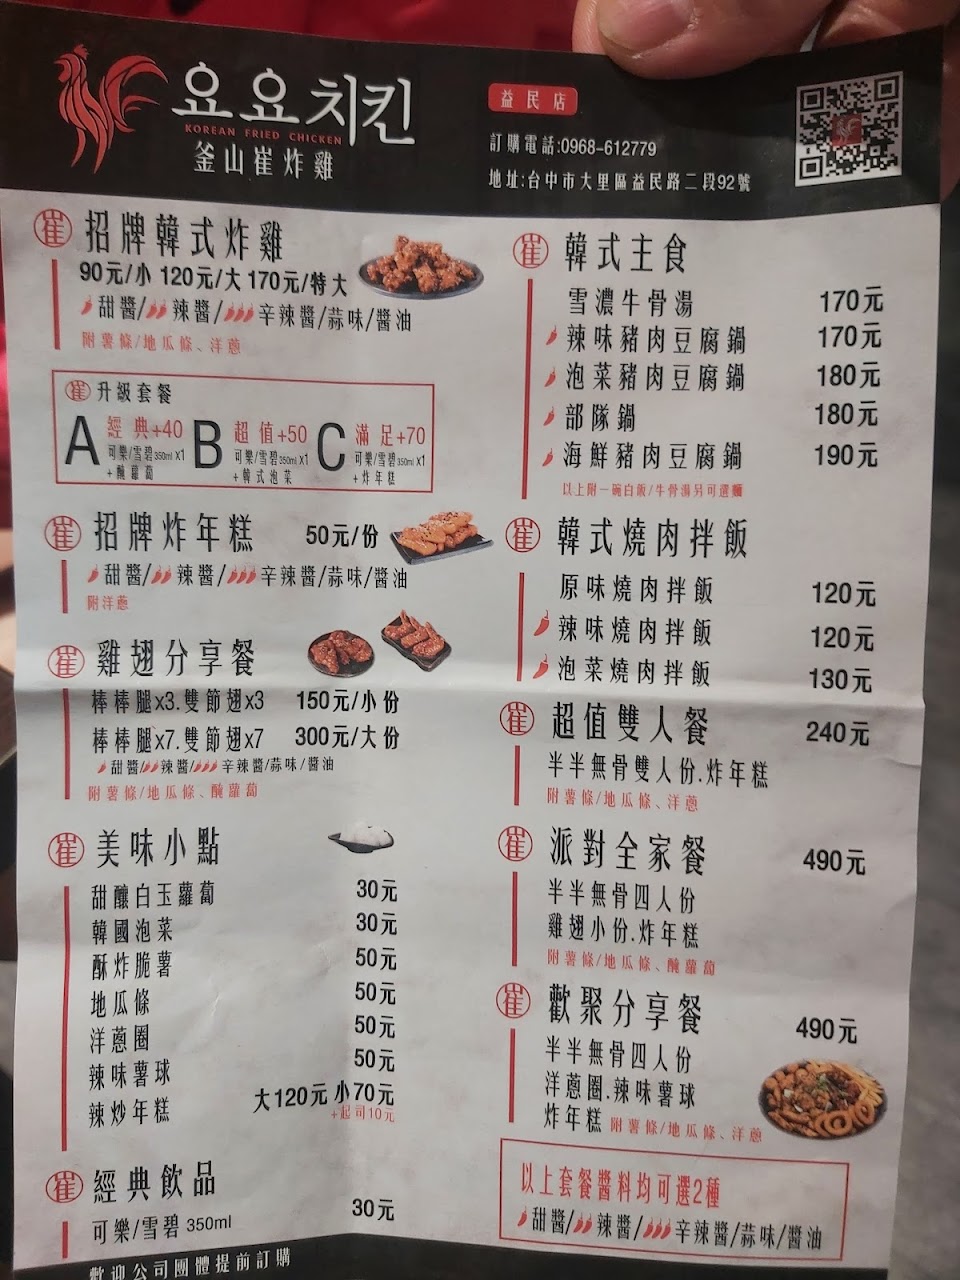 요요치킨
KOREAN FRIED CHICKEN
釜山崔炸雞
益民店
訂購電話:0968-612779
地址:台中市大里區益民路二段92號
崔 招牌韓式炸雞
90元/小 120元/大 170元/特大
甜醬/辣醬/辛辣醬/蒜味/醬油
附薯條/地瓜條、洋蔥
崔 升級套餐
A 經典+40
可樂/雪碧350ml x1
+醃蘿蔔
B 超值+50
可樂/雪碧350ml x1
+韓式泡菜
C 滿足+70
可樂/雪碧350ml x1
+炸年糕
崔 招牌炸年糕 50元/份
甜醬/辣醬/辛辣醬/蒜味/醬油
附洋蔥
崔 雞翅分享餐
棒棒腿x3.雙節翅x3 150元/小份
棒棒腿x7.雙節翅x7 300元/大份
甜醬/辣醬/辛辣醬/蒜味/醬油
附薯條/地瓜條、醃蘿蔔
崔 美味小點
甜釀白玉蘿蔔 30元
韓國泡菜 30元
酥炸脆薯 50元
地瓜條 50元
洋蔥圈 50元
辣味薯球 50元
辣炒年糕 大120元 小70元
+起司10元
崔 經典飲品
可樂/雪碧 350ml 30元
歡迎公司團體提前訂購
崔 韓式主食
雪濃牛骨湯 170元
辣味豬肉豆腐鍋 170元
泡菜豬肉豆腐鍋 180元
部隊鍋 180元
海鮮豬肉豆腐鍋 190元
以上附一碗白飯/牛骨湯另可選麵
崔 韓式燒肉拌飯
原味燒肉拌飯 120元
辣味燒肉拌飯 120元
泡菜燒肉拌飯 130元
崔 超值雙人餐 240元
半半無骨雙人份.炸年糕
附薯條/地瓜條、洋蔥
崔 派對全家餐 490元
半半無骨四人份
雞翅小份.炸年糕
附薯條/地瓜條、醃蘿蔔
崔 歡聚分享餐 490元
半半無骨四人份
洋蔥圈.辣味薯球
炸年糕 附薯條/地瓜條、洋蔥
以上套餐醬料均可選2種
甜醬/辣醬/辛辣醬/蒜味/醬油